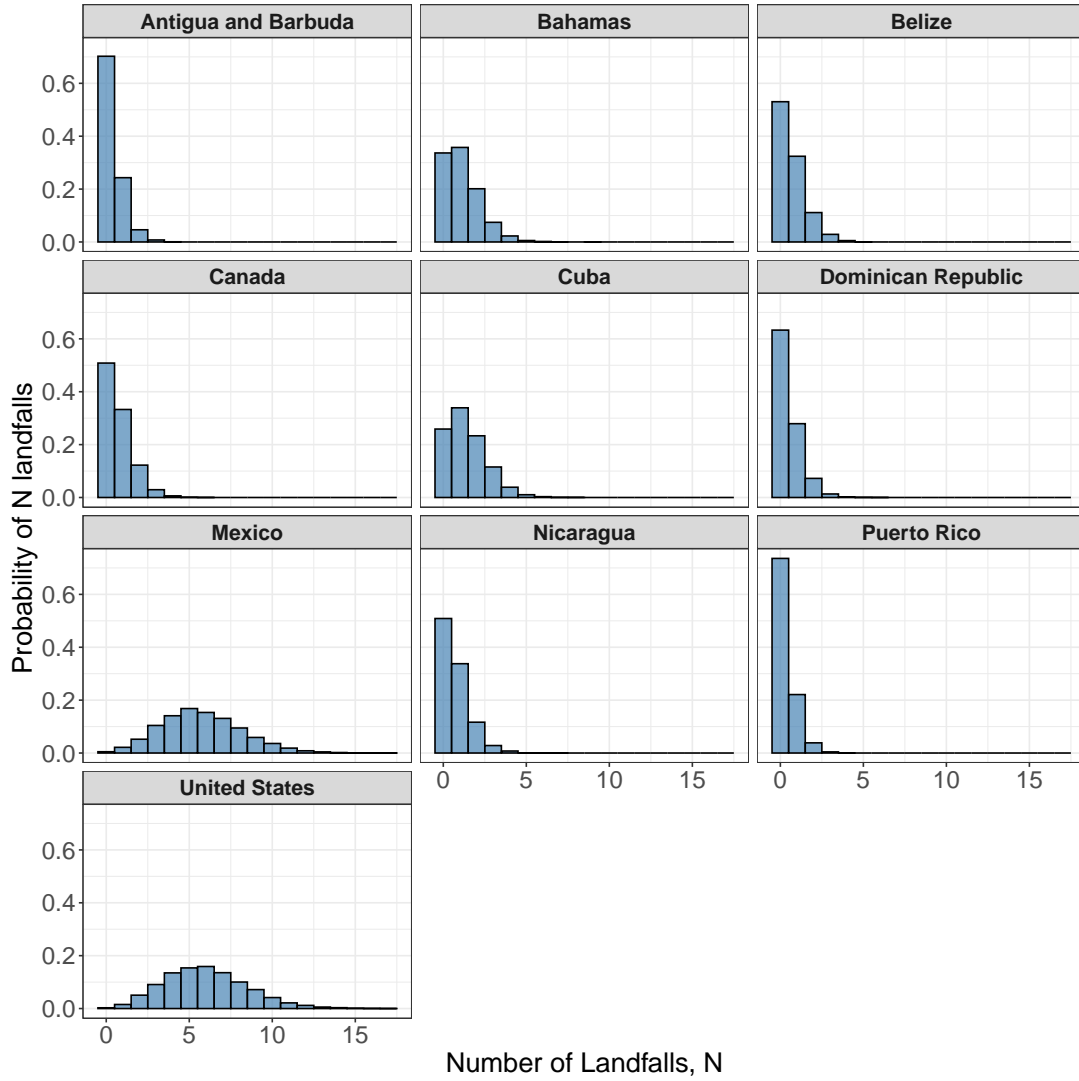 Antigua and Barbuda
Bahamas
Belize
0.6
0.4
0.2
0.0
Canada
Cuba
Dominican Republic
0.6
0.4
0.2
0.0
Mexico
Nicaragua
Puerto Rico
0.6
0.4
0.2
0.0
0 5 10 15
0 5 10 15
United States
0.6
0.4
0.2
0.0
0 5 10 15
Probability of N landfalls
Number of Landfalls, N